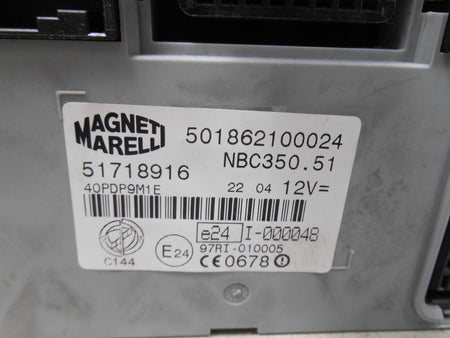 MAGNETI MARELLI 501862100024
51718916 NBC350.51
40PDP9M1E 22 04 12V=
e24 I-000048
97RI-010005
C144 E24 CE0678